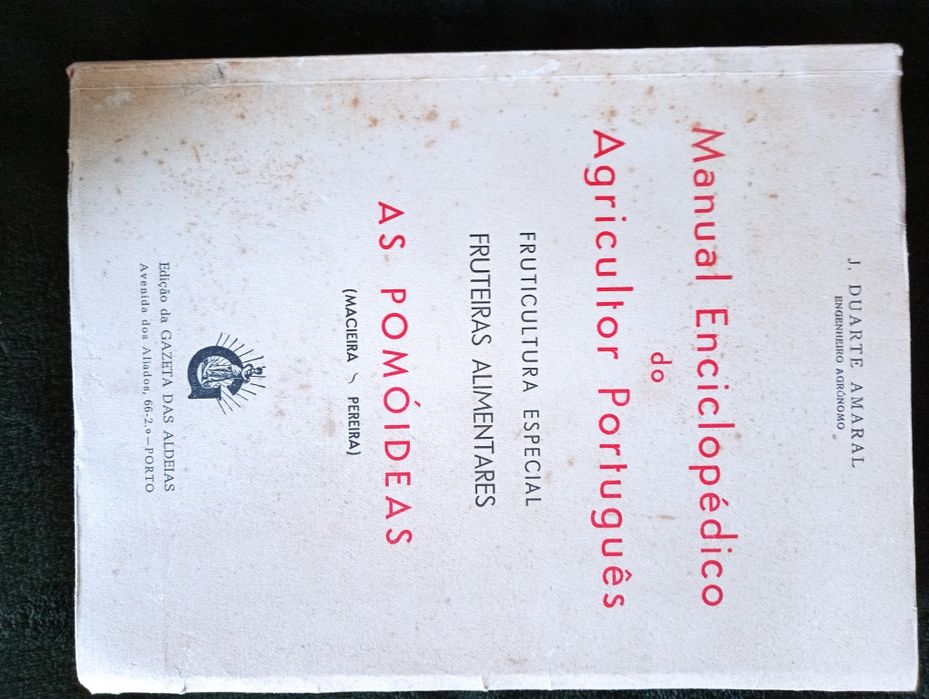 J. DUARTE AMARAL
ENGENHEIRO AGRÓNOMO
Manual Enciclopédico
do
Agricultor Português
FRUTICULTURA ESPECIAL
FRUTEIRAS ALIMENTARES
AS POMÓIDEAS
(MACIEIRA PEREIRA)
Edição da GAZETA DAS ALDEIAS
Avenida dos Aliados, 66-2.º—PORTO